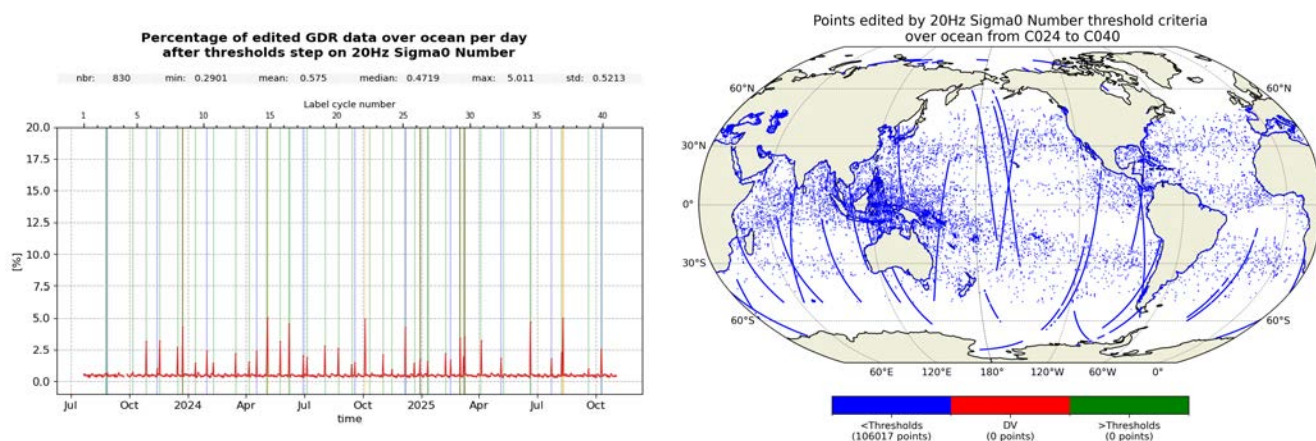 Percentage of edited GDR data over ocean per day
after thresholds step on 20Hz Sigma0 Number
nbr: 830 min: 0.2901 mean: 0.575 median: 0.4719 max: 5.011 std: 0.5213
Label cycle number
1 5 10 15 20 25 30 35 40
20.0
17.5
15.0
12.5
10.0
7.5
5.0
2.5
0.0
[%]
Jul Oct 2024 Apr Jul Oct 2025 Apr Jul Oct
time
Points edited by 20Hz Sigma0 Number threshold criteria
over ocean from C024 to C040
60°N 60°N
30°N 30°N
0° 0°
30°S 30°S
60°S 60°S
60°E 120°E 180° 120°W 60°W 0°
<Thresholds DV >Thresholds
(106017 points) (0 points) (0 points)